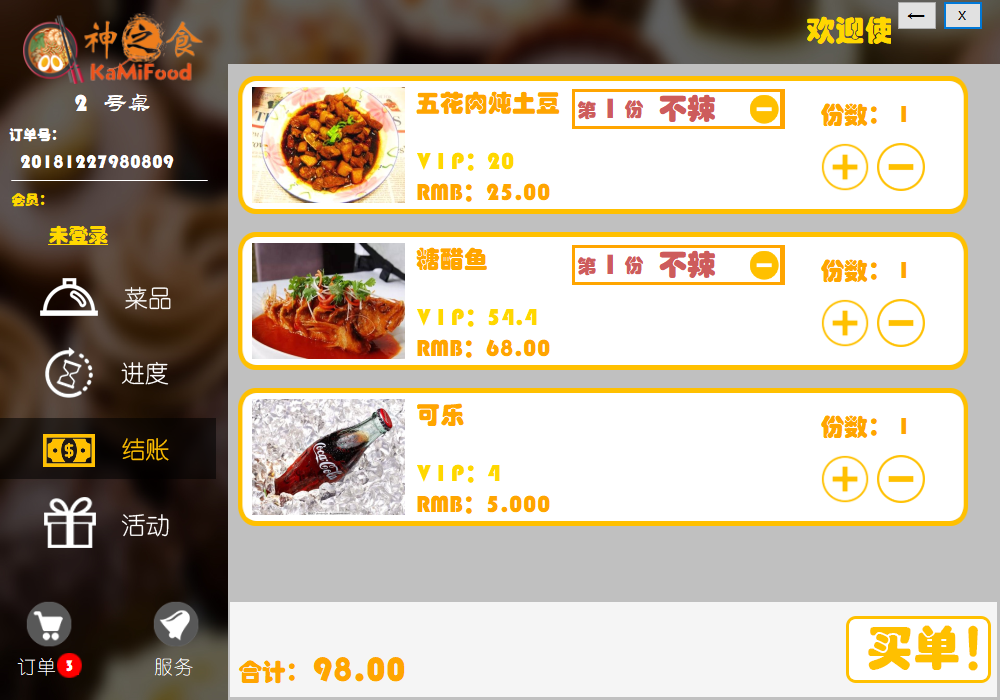 神之食
KaMiFood
2 号桌
订单号:
20181227980809
会员:
未登录
菜品
进度
结账
活动
订单 3
服务
欢迎使
← X
五花肉炖土豆
第 1 份 不辣
份数: 1
VIP: 20
RMB: 25.00
糖醋鱼
第 1 份 不辣
份数: 1
VIP: 54.4
RMB: 68.00
可乐
份数: 1
VIP: 4
RMB: 5.000
Coca-Cola
合计: 98.00
买单!